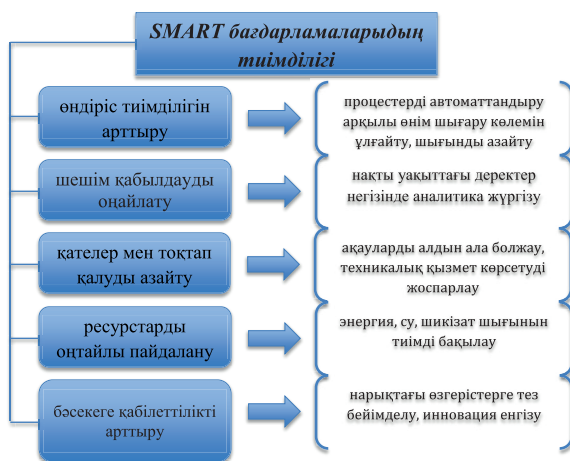 SMART бағдарламаларыдың
тиімділігі
өндіріс тиімділігін
арттыру
процестерді автоматтандыру
арқылы өнім шығару көлемін
ұлғайту, шығынды азайту
шешім қабылдауды
оңайлату
нақты уақыттағы деректер
негізінде аналитика жүргізу
қателер мен тоқтап
қалуды азайту
ақауларды алдын ала болжау,
техникалық қызмет көрсетуді
жоспарлау
ресурстарды
оңтайлы пайдалану
энергия, су, шикізат шығынын
тиімді бақылау
бәсекеге қабілеттілікті
арттыру
нарықтағы өзгерістерге тез
бейімделу, инновация енгізу